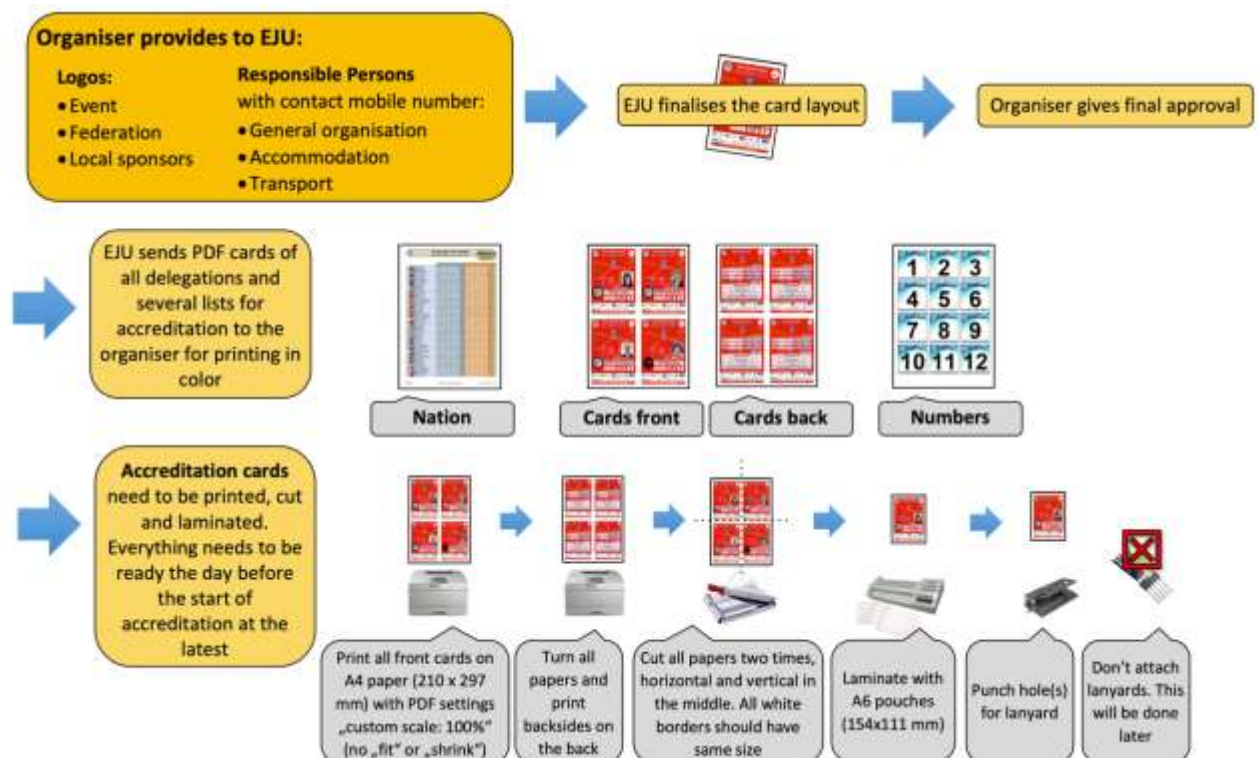 Organiser provides to EJU:
Logos:
• Event
• Federation
• Local sponsors
Responsible Persons
with contact mobile number:
• General organisation
• Accommodation
• Transport
EJU finalises the card layout
Organiser gives final approval
EJU sends PDF cards of
all delegations and
several lists for
accreditation to the
organiser for printing in
color
Nation
Cards front
Cards back
1 2 3
4 5 6
7 8 9
10 11 12
Numbers
Accreditation cards
need to be printed, cut
and laminated.
Everything needs to be
ready the day before
the start of
accreditation at the
latest
Print all front cards on
A4 paper (210 x 297
mm) with PDF settings
„custom scale: 100%“
(no „fit“ or „shrink“)
Turn all
papers and
print
backsides on
the back
Cut all papers two times,
horizontal and vertical in
the middle. All white
borders should have
same size
Laminate with
A6 pouches
(154x111 mm)
Punch hole(s)
for lanyard
Don't attach
lanyards. This
will be done
later